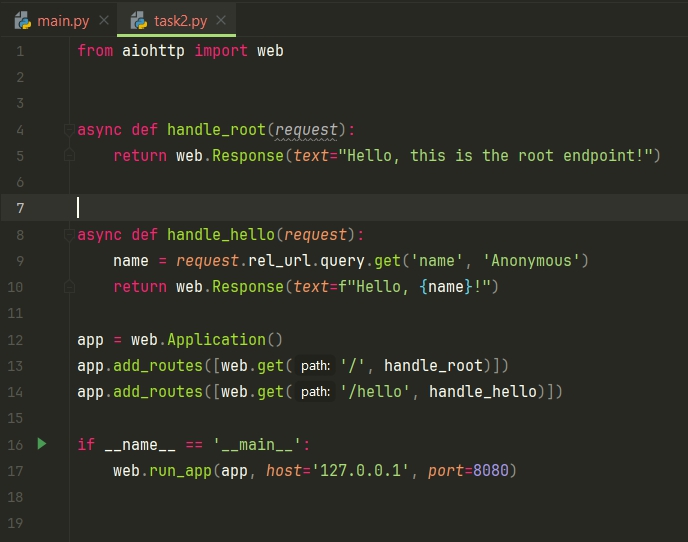 main.py task2.py
1 from aiohttp import web
2
3
4 async def handle_root(request):
5     return web.Response(text="Hello, this is the root endpoint!")
6
7
8 async def handle_hello(request):
9     name = request.rel_url.query.get('name', 'Anonymous')
10     return web.Response(text=f"Hello, {name}!")
11
12 app = web.Application()
13 app.add_routes([web.get( path: '/', handle_root)])
14 app.add_routes([web.get( path: '/hello', handle_hello)])
15
16 if __name__ == '__main__':
17     web.run_app(app, host='127.0.0.1', port=8080)
18
19